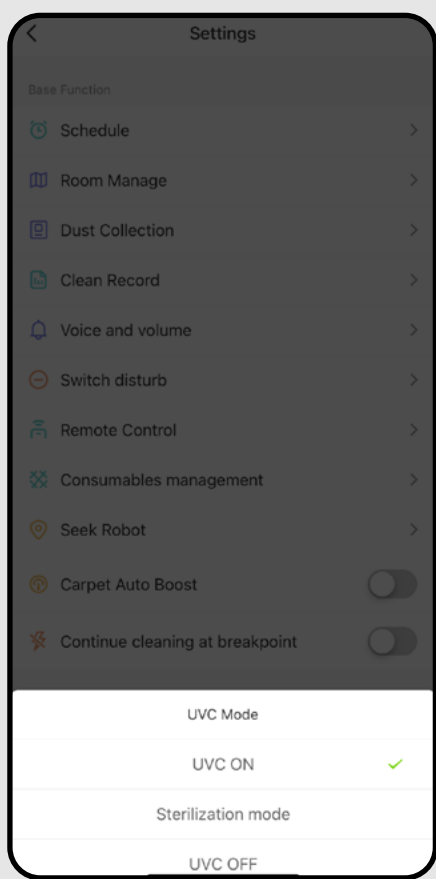 Settings
Base Function
Schedule
Room Manage
Dust Collection
Clean Record
Voice and volume
Switch disturb
Remote Control
Consumables management
Seek Robot
Carpet Auto Boost
Continue cleaning at breakpoint
UVC Mode
UVC ON
Sterilization mode
UVC OFF